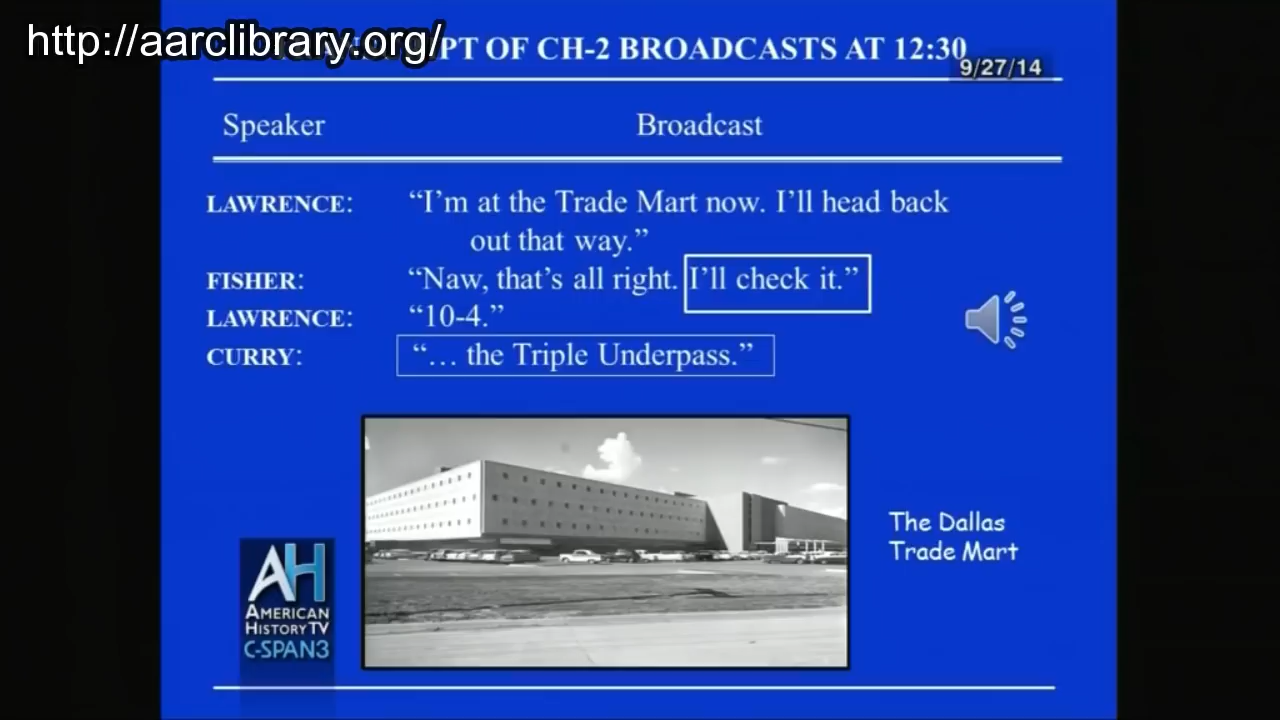 http://aarclibrary.org/
PT OF CH-2 BROADCASTS AT 12:30
9/27/14
Speaker Broadcast
LAWRENCE: “I’m at the Trade Mart now. I’ll head back
out that way.”
FISHER: “Naw, that’s all right. I’ll check it.”
LAWRENCE: “10-4.”
CURRY: “… the Triple Underpass.”
The Dallas
Trade Mart
AH
AMERICAN
HISTORY TV
C-SPAN3